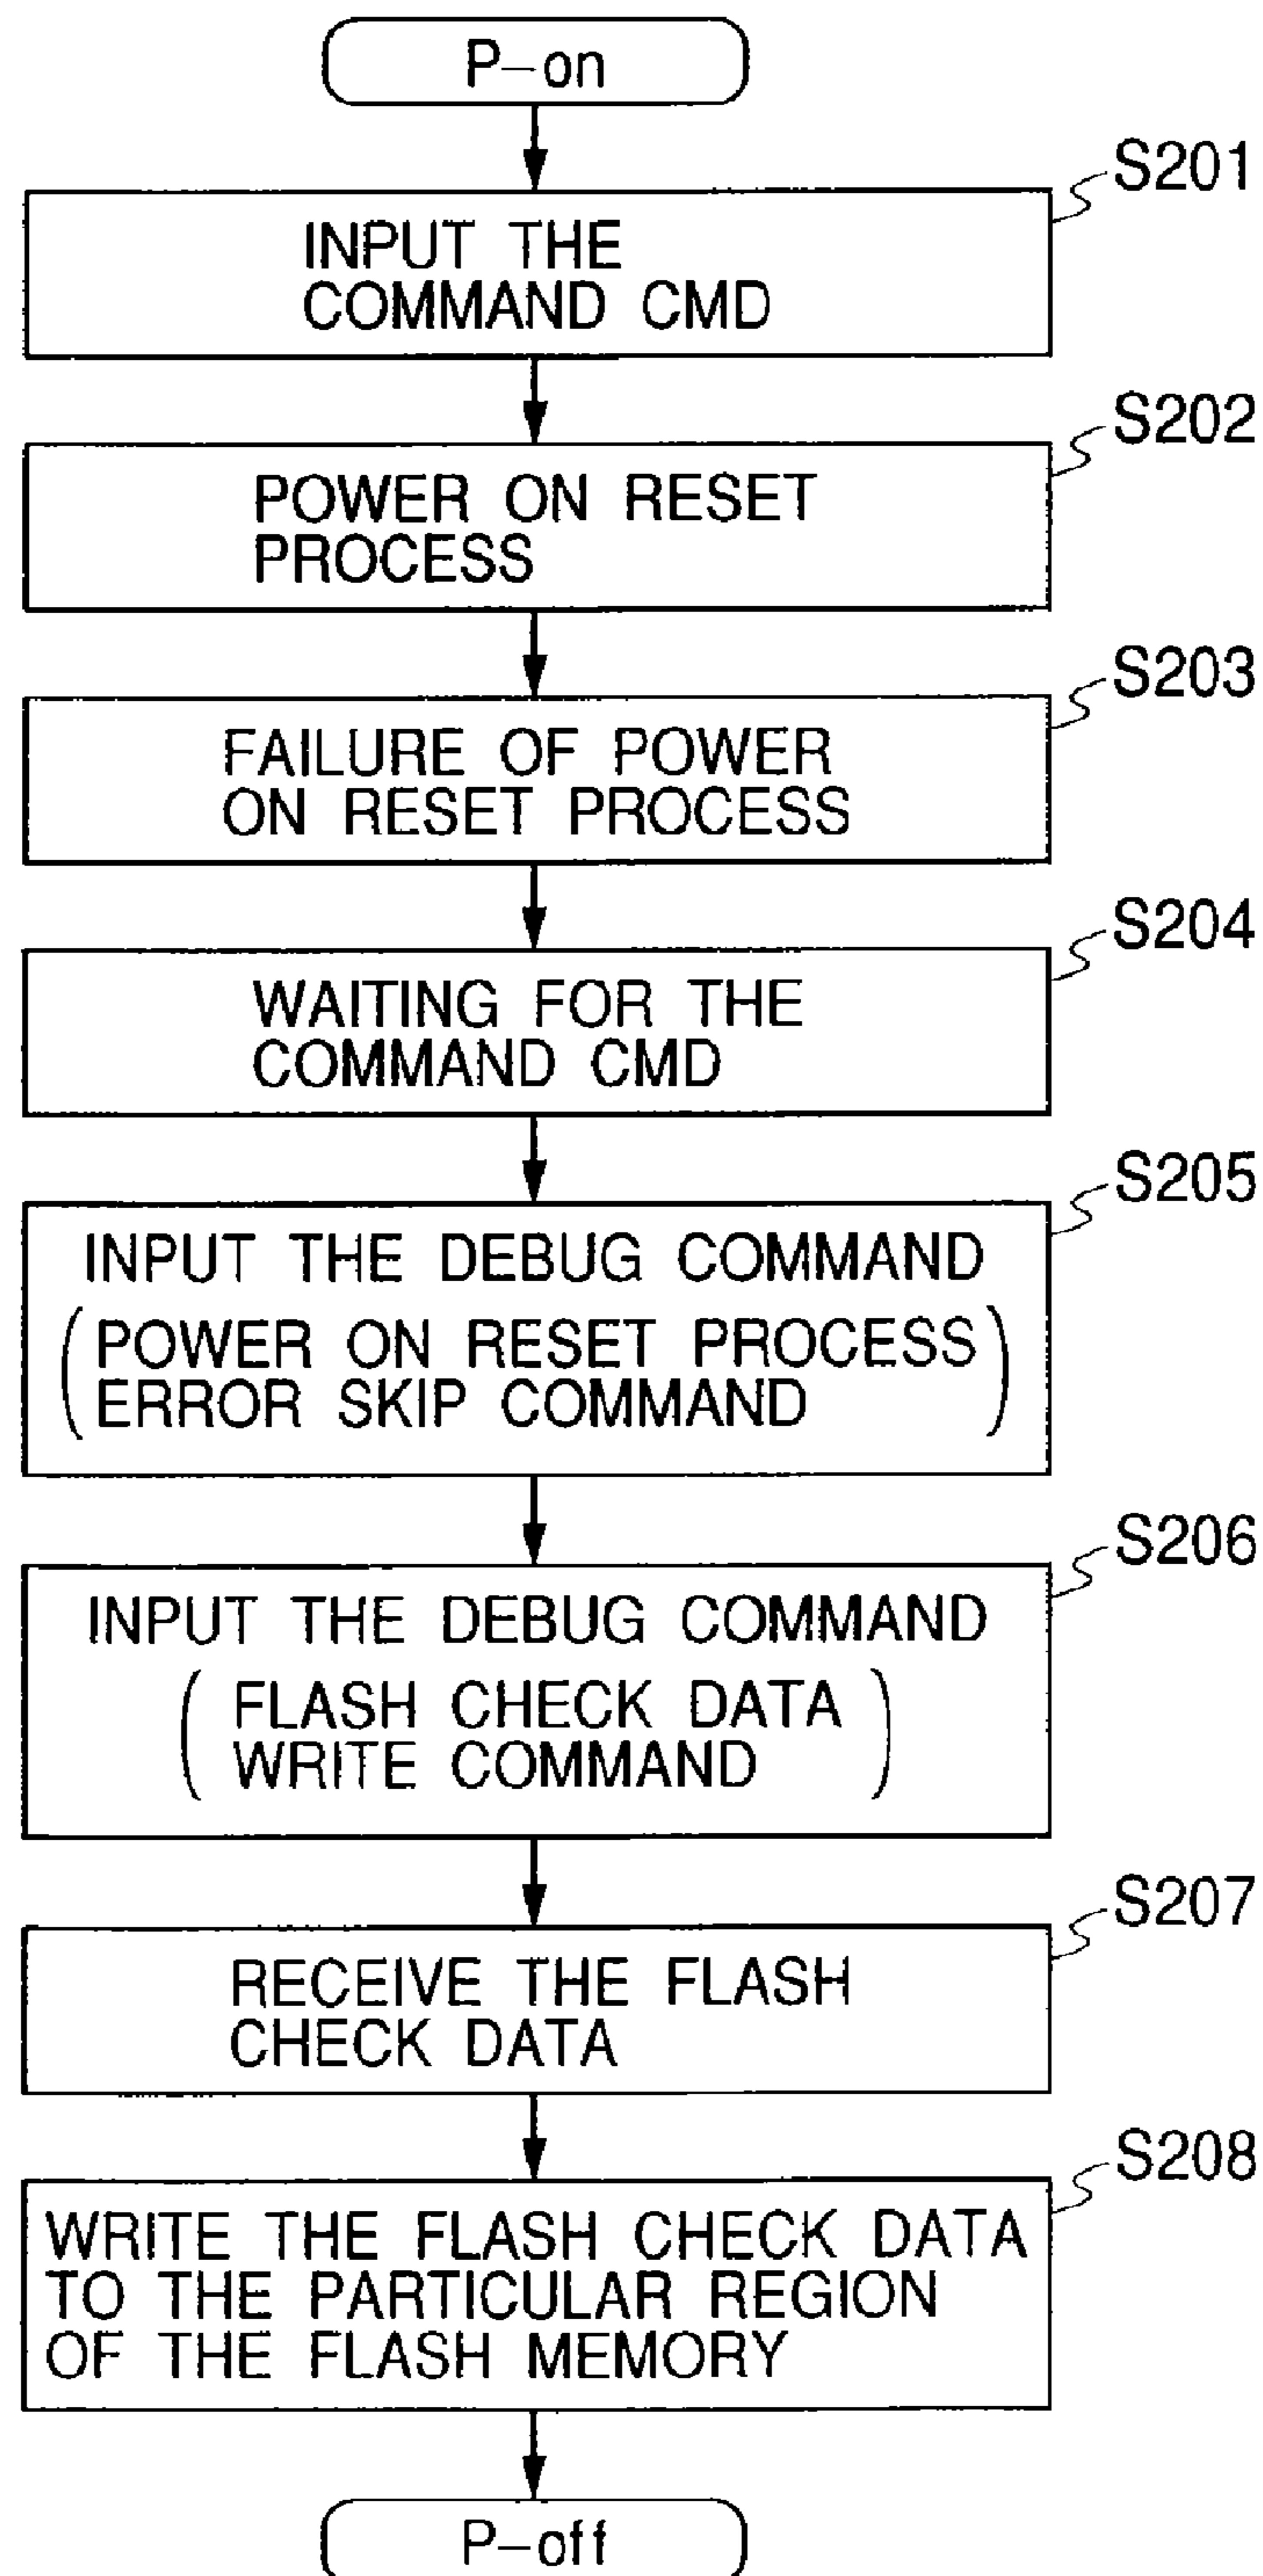 P-on
S201
INPUT THE
COMMAND CMD
S202
POWER ON RESET
PROCESS
S203
FAILURE OF POWER
ON RESET PROCESS
S204
WAITING FOR THE
COMMAND CMD
S205
INPUT THE DEBUG COMMAND
(POWER ON RESET PROCESS
ERROR SKIP COMMAND)
S206
INPUT THE DEBUG COMMAND
(FLASH CHECK DATA
WRITE COMMAND)
S207
RECEIVE THE FLASH
CHECK DATA
S208
WRITE THE FLASH CHECK DATA
TO THE PARTICULAR REGION
OF THE FLASH MEMORY
P-off